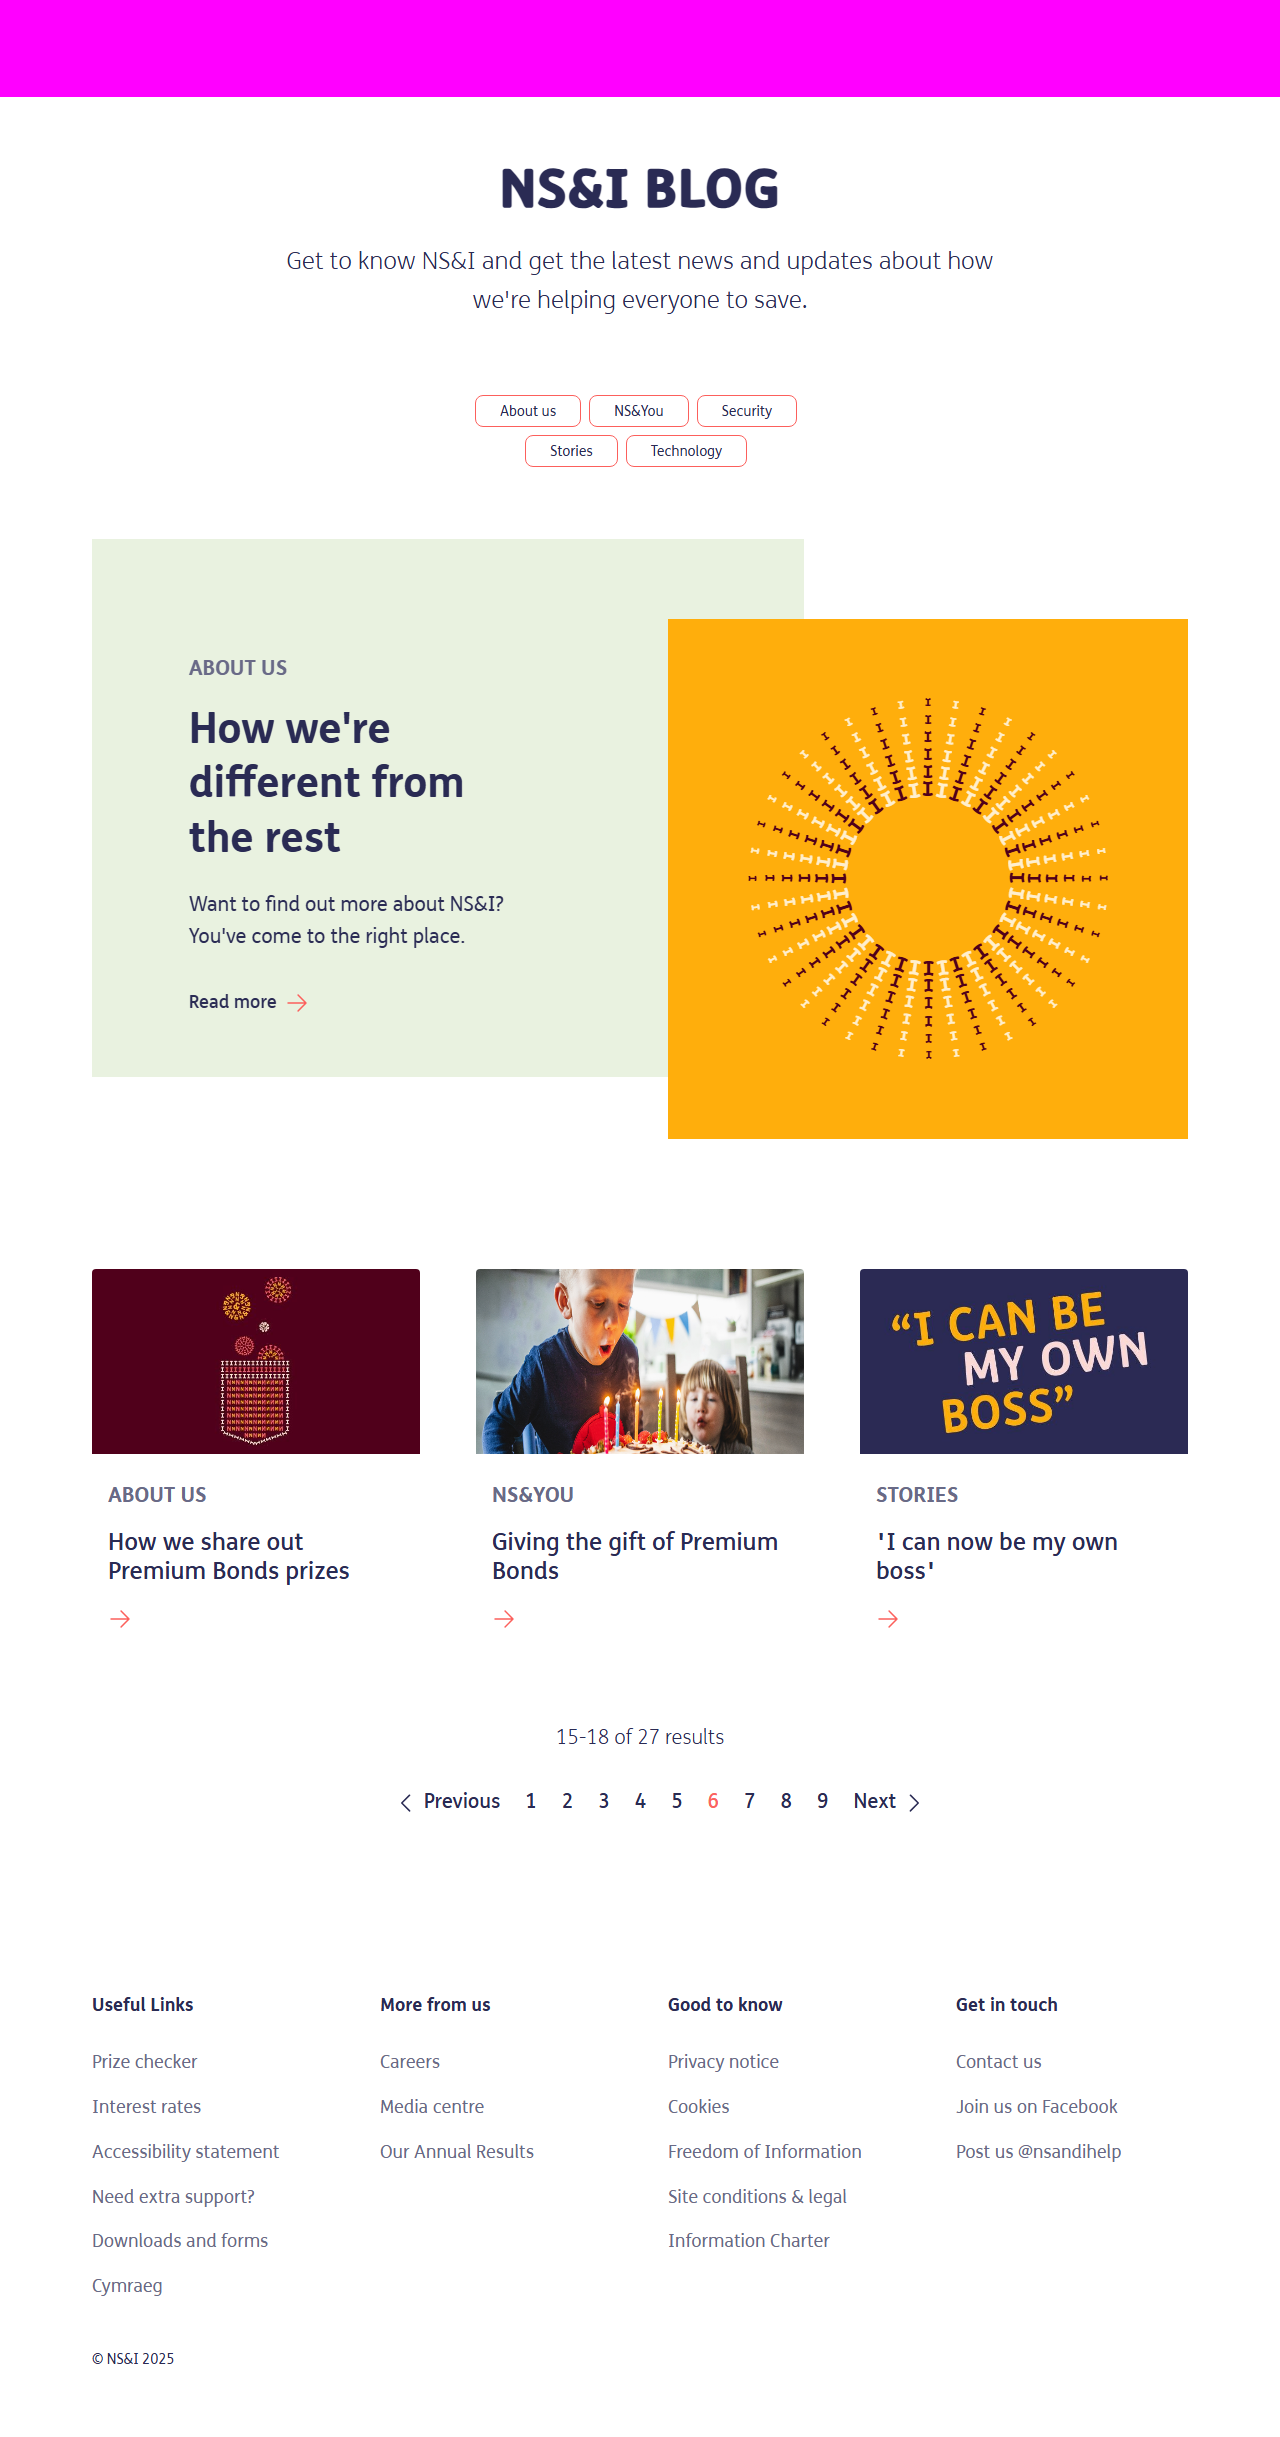 NS&I BLOG
Get to know NS&I and get the latest news and updates about how
we're helping everyone to save.
About us
NS&You
Security
Stories
Technology
ABOUT US
How we're
different from
the rest
Want to find out more about NS&I?
You've come to the right place.
Read more
“I CAN BE
MY OWN
BOSS”
ABOUT US
How we share out
Premium Bonds prizes
NS&YOU
Giving the gift of Premium
Bonds
STORIES
'I can now be my own
boss'
15-18 of 27 results
Previous 1 2 3 4 5 6 7 8 9 Next
Useful Links
Prize checker
Interest rates
Accessibility statement
Need extra support?
Downloads and forms
Cymraeg
More from us
Careers
Media centre
Our Annual Results
Good to know
Privacy notice
Cookies
Freedom of Information
Site conditions & legal
Information Charter
Get in touch
Contact us
Join us on Facebook
Post us @nsandihelp
© NS&I 2025